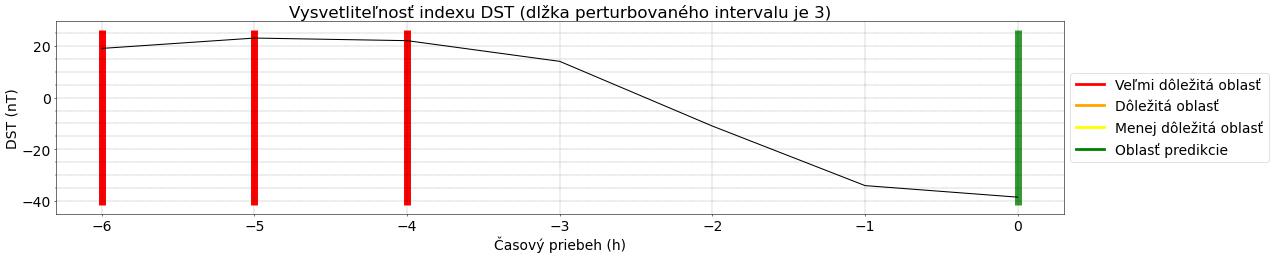 Vysvetliteľnosť indexu DST (dlžka perturbovaného intervalu je 3)
20
0
−20
−40
DST (nT)
−6 −5 −4 −3 −2 −1 0
Časový priebeh (h)
Veľmi dôležitá oblasť
Dôležitá oblasť
Menej dôležitá oblasť
Oblasť predikcie